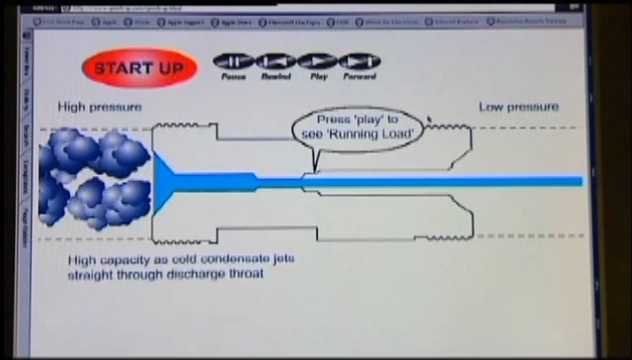 START UP
Pause Rewind Play Forward
High pressure
Low pressure
Press 'play' to
see 'Running Load'
High capacity as cold condensate jets
straight through discharge throat